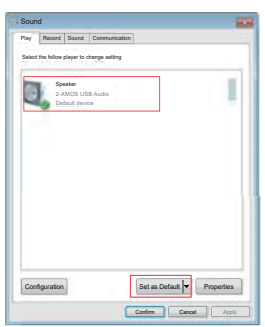 Sound
Play Record Sound Communication
Select the follow player to change setting
Speaker
2-XMOS USB Audio
Default device
Configuration Set as Default Properties
Confirm Cancel Apply